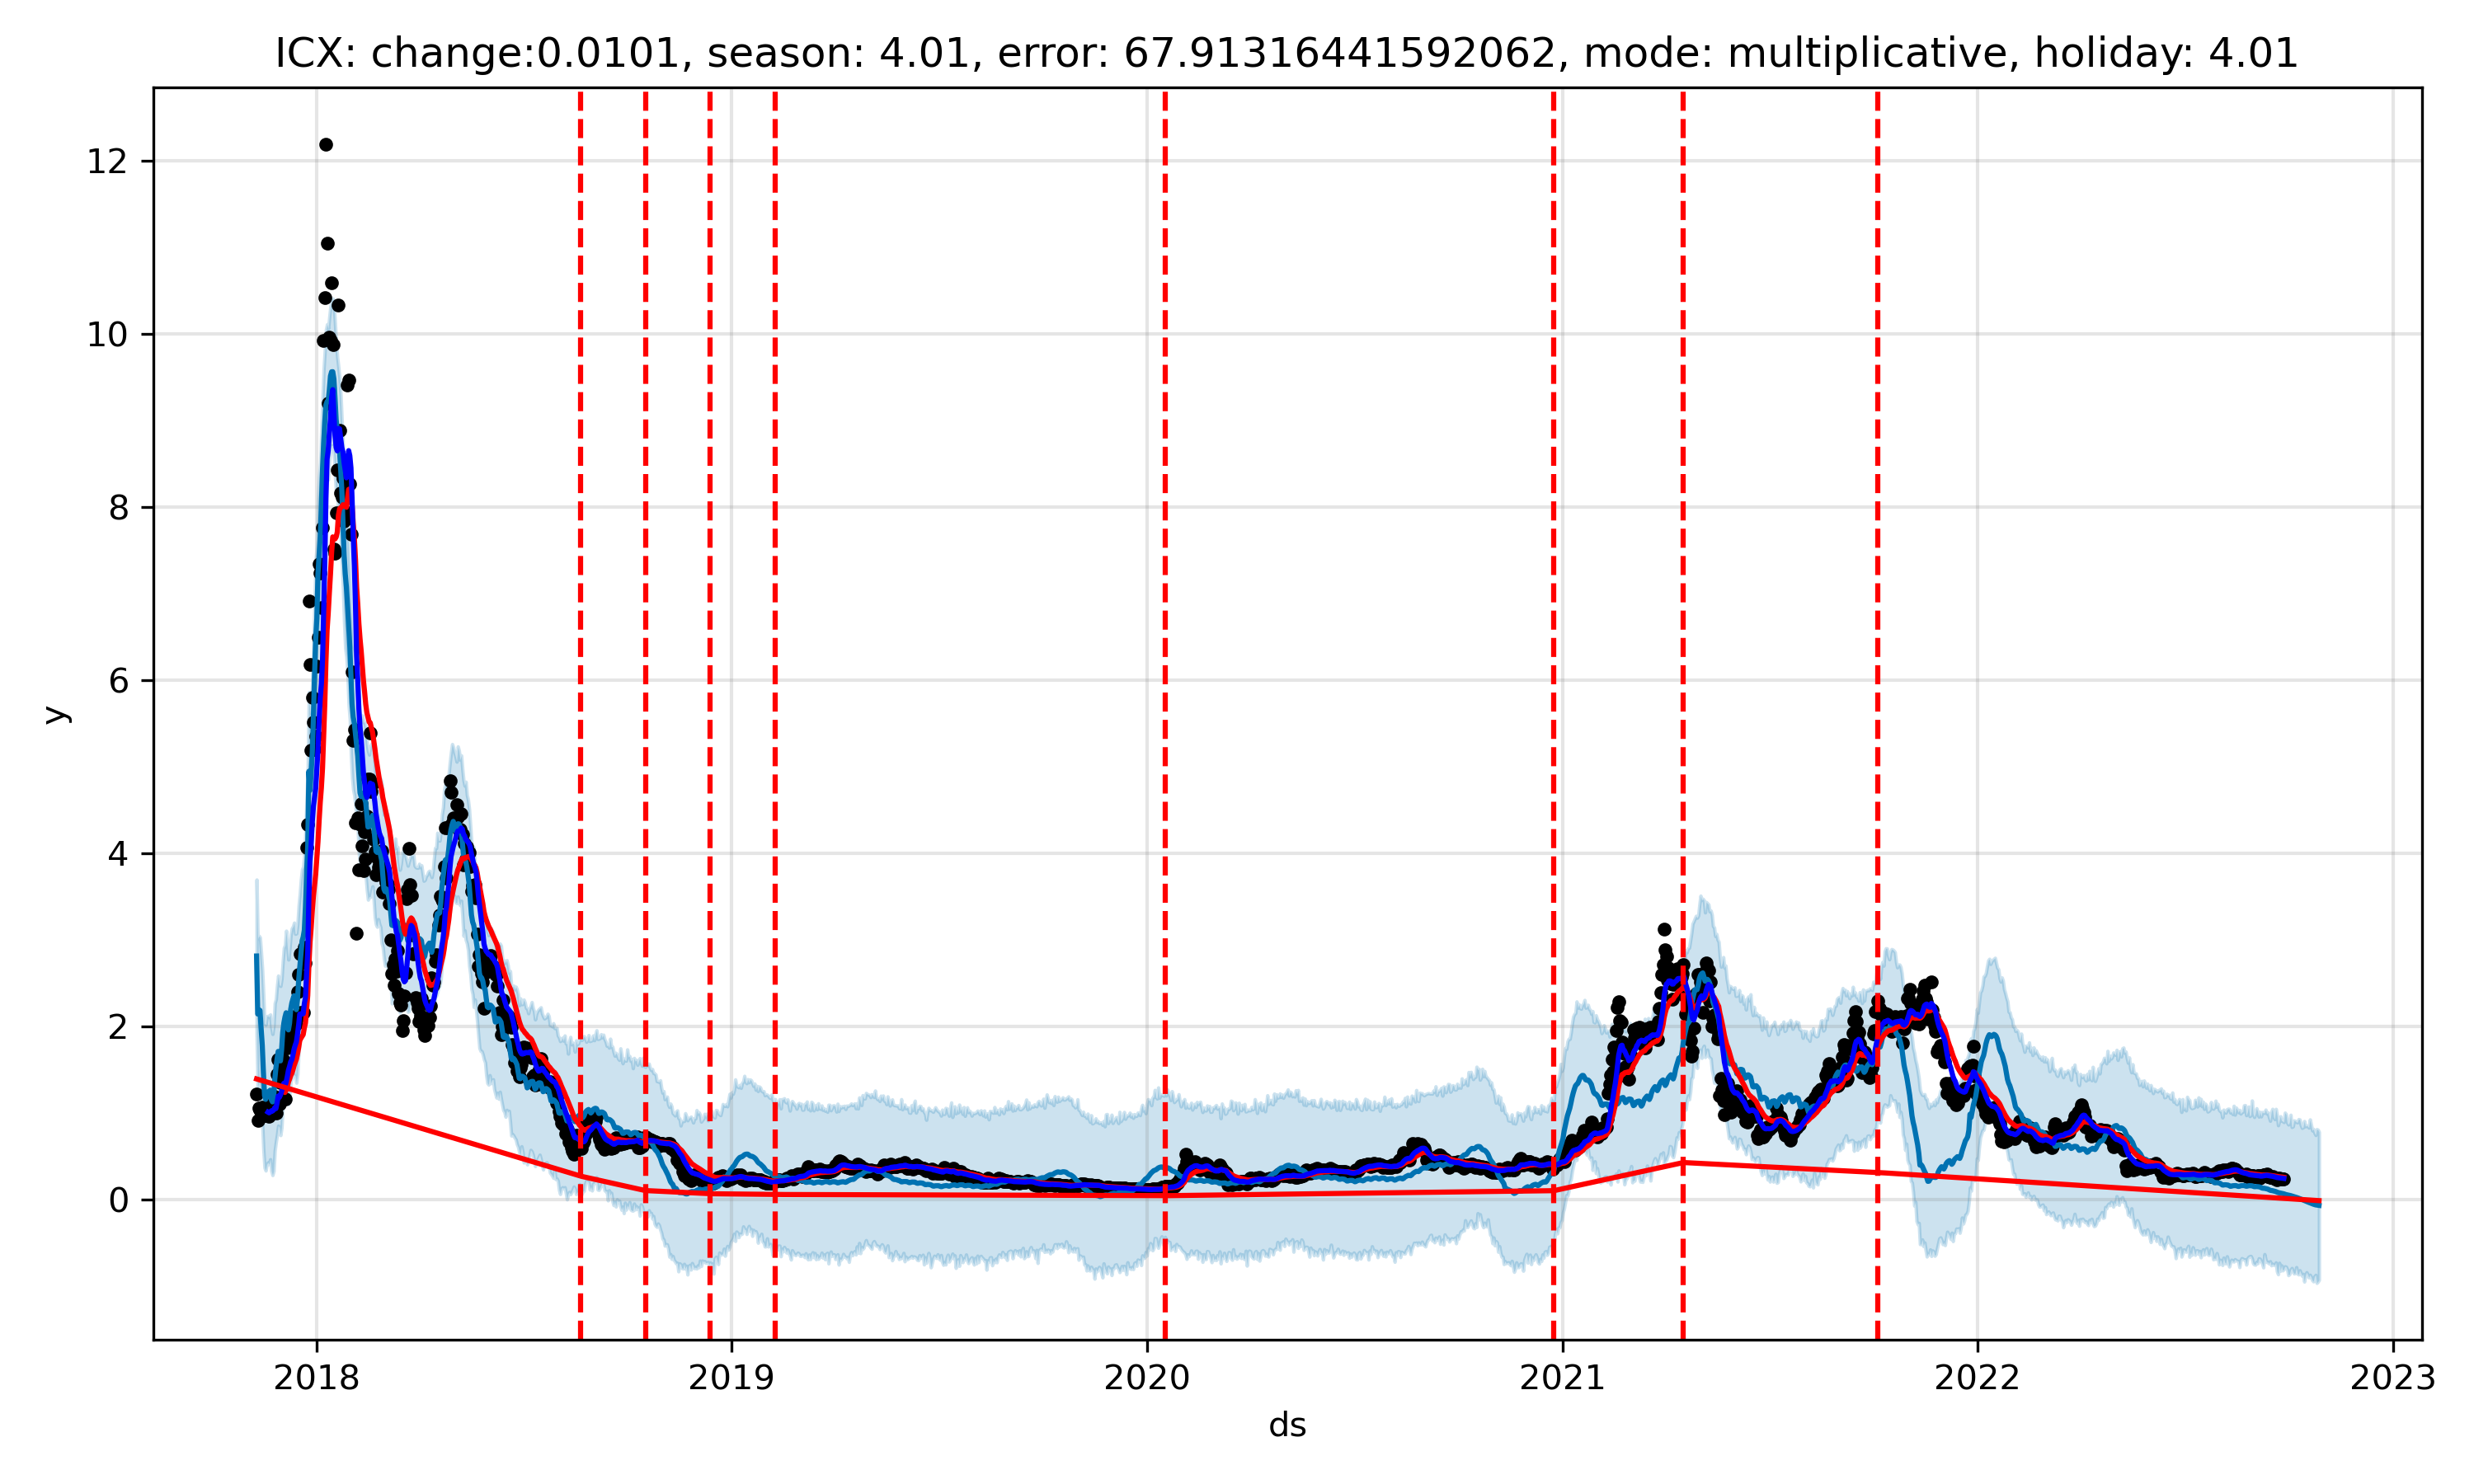 ICX: change:0.0101, season: 4.01, error: 67.91316441592062, mode: multiplicative, holiday: 4.01
12
10
8
6
4
2
0
y
2018 2019 2020 2021 2022 2023
ds